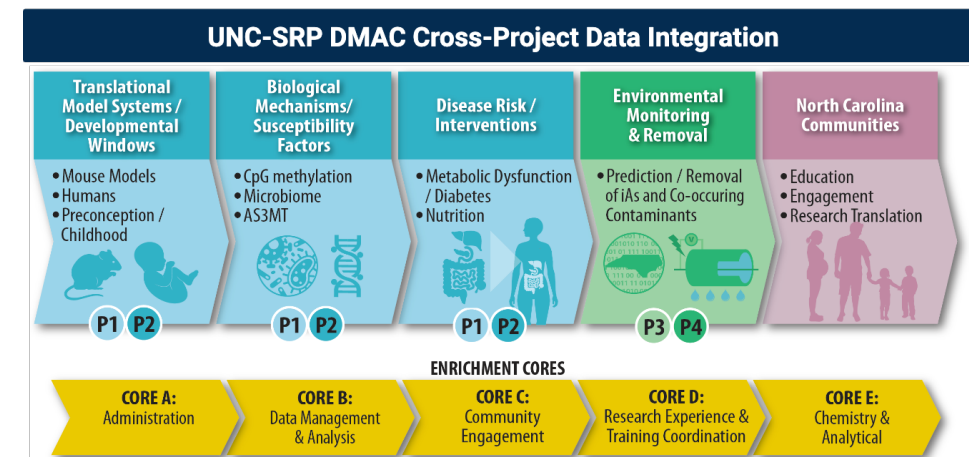 UNC-SRP DMAC Cross-Project Data Integration
Translational
Model Systems /
Developmental
Windows
• Mouse Models
• Humans
• Preconception /
Childhood
P1 P2
Biological
Mechanisms/
Susceptibility
Factors
• CpG methylation
• Microbiome
• AS3MT
P1 P2
Disease Risk /
Interventions
• Metabolic Dysfunction
/ Diabetes
• Nutrition
P1 P2
Environmental
Monitoring
& Removal
• Prediction / Removal
of iAs and Co-occuring
Contaminants
V
P3 P4
North Carolina
Communities
• Education
• Engagement
• Research Translation
ENRICHMENT CORES
CORE A:
Administration
CORE B:
Data Management
& Analysis
CORE C:
Community
Engagement
CORE D:
Research Experience &
Training Coordination
CORE E:
Chemistry &
Analytical